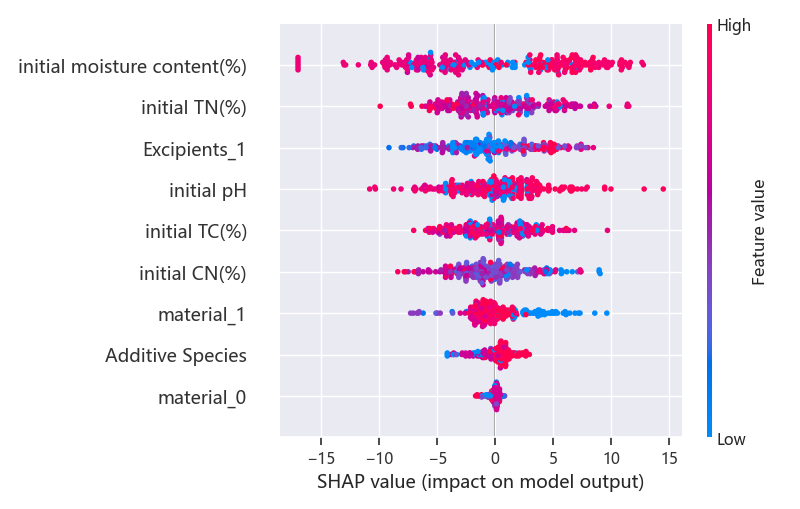 High
initial moisture content(%)
initial TN(%)
Excipients_1
initial pH
initial TC(%)
initial CN(%)
material_1
Additive Species
material_0
Feature value
Low
−15 −10 −5 0 5 10 15
SHAP value (impact on model output)